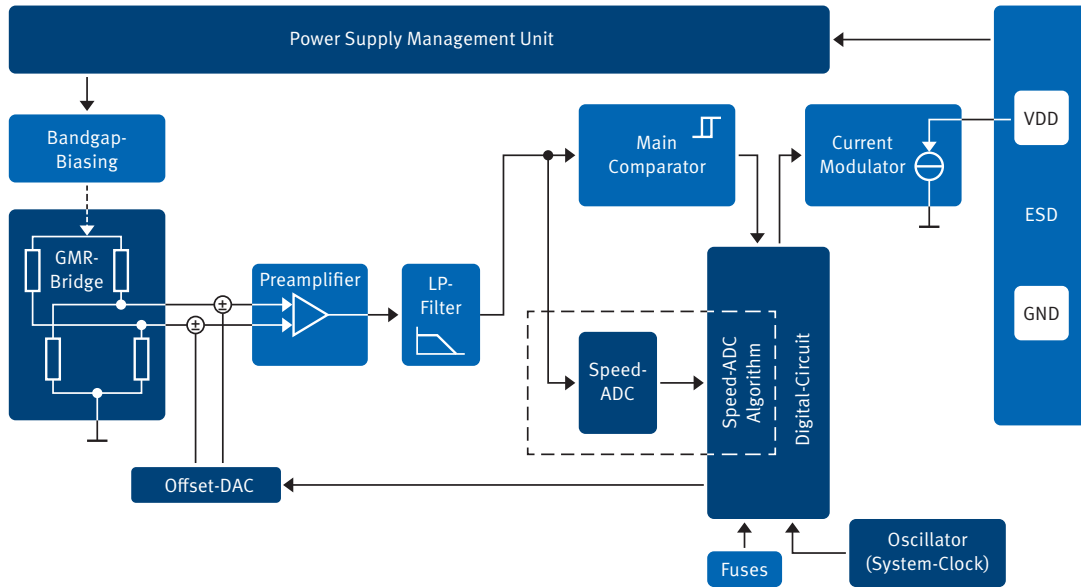 Power Supply Management Unit
VDD
ESD
GND
Bandgap-
Biasing
Main
Comparator
Current
Modulator
GMR-
Bridge
±
±
Preamplifier
LP-
Filter
Speed-
ADC
Speed-ADC
Algorithm
Digital-Circuit
Offset-DAC
Fuses
Oscillator
(System-Clock)